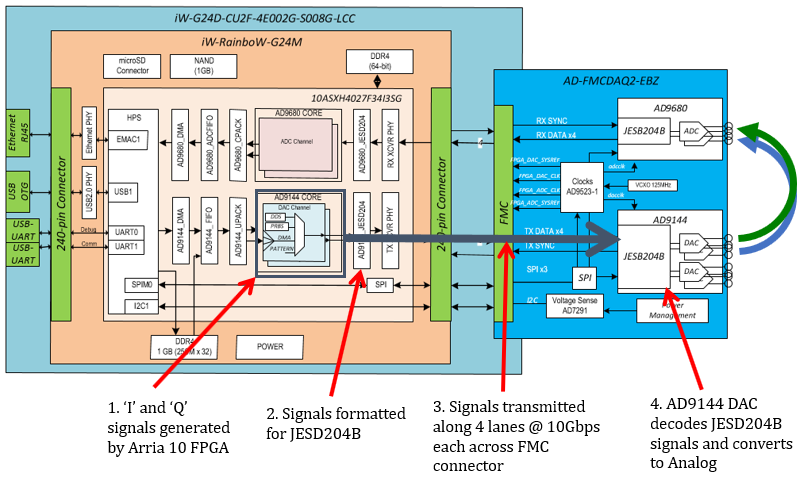 iW-G24D-CU2F-4E002G-S008G-LCC
iW-RainboW-G24M
microSD
Connector
NAND
(1GB)
DDR4
(64-bit)
10ASXH4027F34I3SG
AD-FMCDAQ2-EBZ
Ethernet
RJ45
USB
OTG
USB-
UART
USB-
UART
240-pin Connector
Ethernet PHY
USB2.0 PHY
Debug
Comm
HPS
EMAC1
USB1
UART0
UART1
SPIM0
I2C1
AD9680_DMA
AD9680_ADCFIFO
AD9680_CPACK
AD9680 CORE
ADC Channel
AD9680_JESD204
RX XCVR PHY
AD9144_DMA
AD9144_FIFO
AD9144_UPACK
AD9144 CORE
DAC Channel
DDS
PRBS
DMA
PATTERN
TX XCVR PHY
SPI
240-pin Connector
DDR4
POWER
FMC
RX SYNC
RX DATA x4
FPGA_DAC_SYSREF
FPGA_DAC_CLK
FPGA_ADC_CLK
FPGA_ADC_SYSREF
TX DATA x4
TX SYNC
SPI x3
I2C
Clocks
AD9523-1
adcclk
VCXO 125MHz
dacclk
AD9680
JESB204B
ADC
AD9144
JESB204B
DAC
DAC
SPI
Voltage Sense
AD7291
Power
Management
1. ‘I’ and ‘Q’
signals generated
by Arria 10 FPGA
2. Signals formatted
for JESD204B
3. Signals transmitted
along 4 lanes @ 10Gbps
each across FMC
connector
4. AD9144 DAC
decodes JESD204B
signals and converts
to Analog